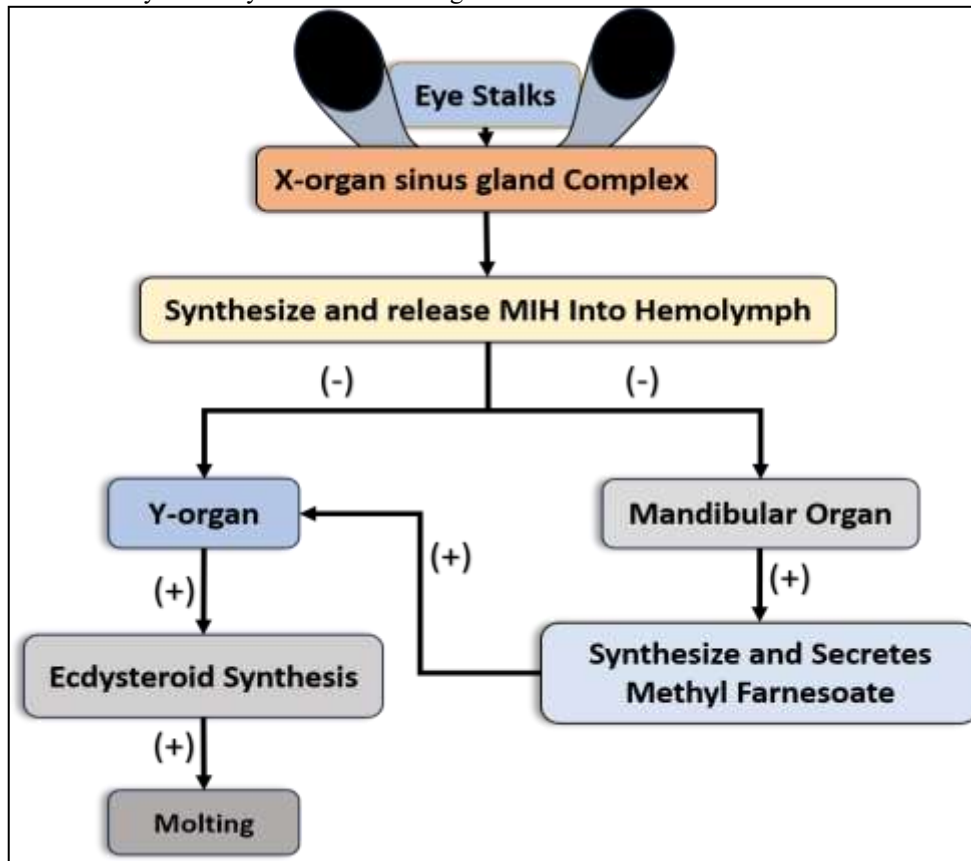 Eye Stalks
X-organ sinus gland Complex
Synthesize and release MIH Into Hemolymph
(-)
(-)
Y-organ
Mandibular Organ
(+)
(+)
(+)
Ecdysteroid Synthesis
Synthesize and Secretes
Methyl Farnesoate
(+)
Molting